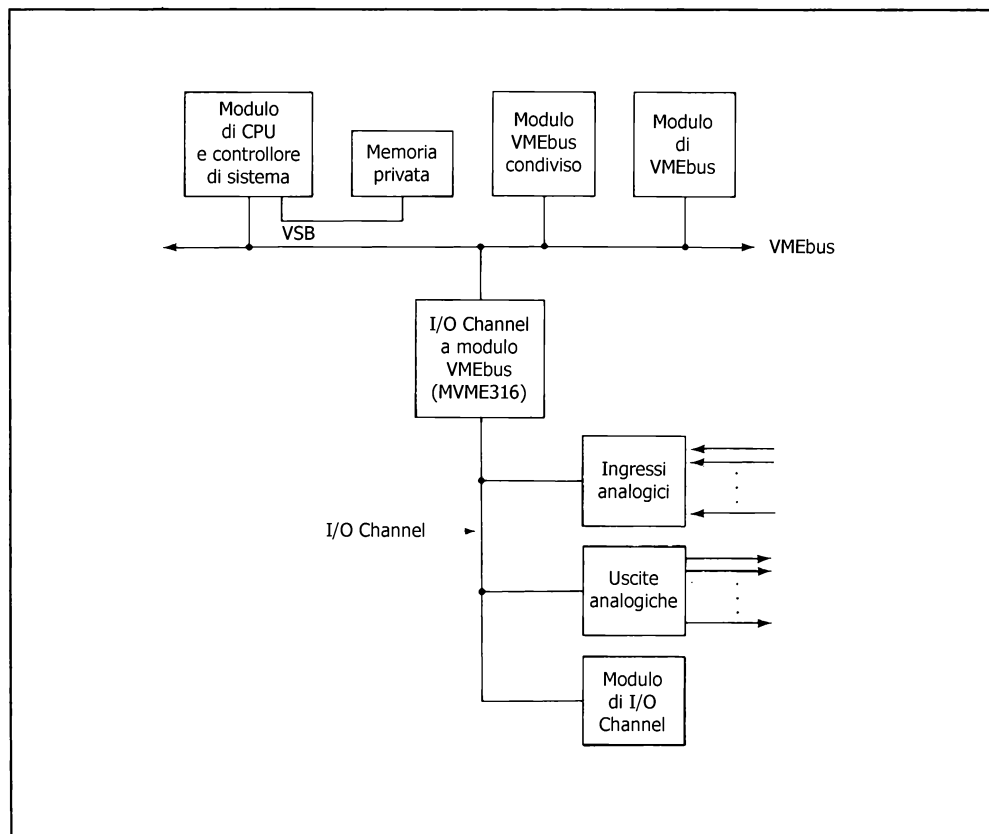 Modulo
di CPU
e controllore
di sistema
Memoria
privata
Modulo
VMEbus
condiviso
Modulo
di
VMEbus
VSB
VMEbus
I/O Channel
a modulo
VMEbus
(MVME316)
Ingressi
analogici
I/O Channel
Uscite
analogiche
Modulo
di I/O
Channel